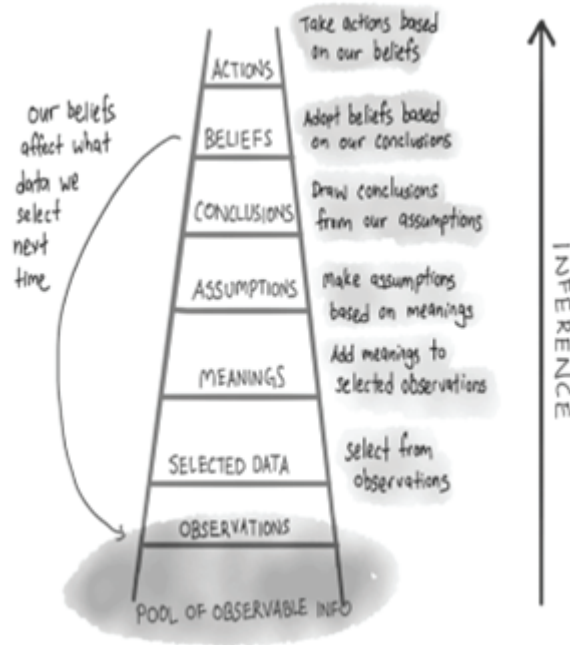 Take actions based
on our beliefs
ACTIONS
our beliefs
affect what
data we
select
next
time
BELIEFS
Adopt beliefs based
on our conclusions
CONCLUSIONS
Draw conclusions
from our assumptions
ASSUMPTIONS
Make assumptions
based on meanings
MEANINGS
Add meanings to
selected observations
SELECTED DATA
select from
observations
OBSERVATIONS
POOL OF OBSERVABLE INFO
INFERENCE